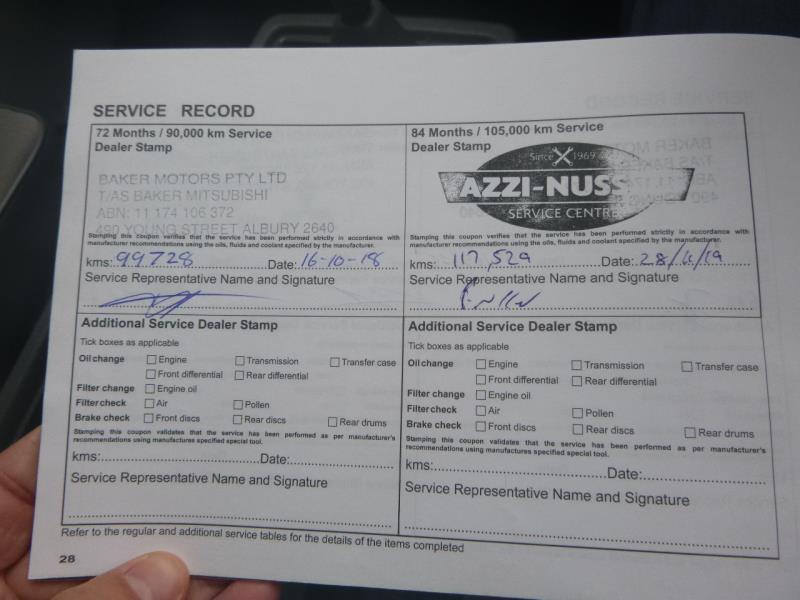 SERVICE RECORD
72 Months / 90,000 km Service
Dealer Stamp
BAKER MOTORS PTY LTD
T/AS BAKER MITSUBISHI
ABN: 11 174 106 372
490 YOUNG STREET ALBURY 2640
Stamping this coupon verifies that the service has been performed strictly in accordance with
manufacturer recommendations using the oils, fluids and coolant specified by the manufacturer.
kms: 99728 Date: 16-10-18
Service Representative Name and Signature
Additional Service Dealer Stamp
Tick boxes as applicable
Oil change Engine Transmission Transfer case
Front differential Rear differential
Filter change Engine oil
Filter check Air Pollen
Brake check Front discs Rear discs Rear drums
Stamping this coupon validates that the service has been performed as per manufacturer's
recommendations using manufactures specified special tool.
kms: Date:
Service Representative Name and Signature
84 Months / 105,000 km Service
Dealer Stamp
Since 1969
AZZI-NUSS
SERVICE CENTRE
Stamping this coupon verifies that the service has been performed strictly in accordance with
manufacturer recommendations using the oils, fluids and coolant specified by the manufacturer.
kms: 117,529 Date: 28/4/19
Service Representative Name and Signature
Additional Service Dealer Stamp
Tick boxes as applicable
Oil change Engine Transmission Transfer case
Front differential Rear differential
Filter change Engine oil
Filter check Air Pollen
Brake check Front discs Rear discs Rear drums
Stamping this coupon validates that the service has been performed as per manufacturer's
recommendations using manufactures specified special tool.
kms: Date:
Service Representative Name and Signature
Refer to the regular and additional service tables for the details of the items completed
28